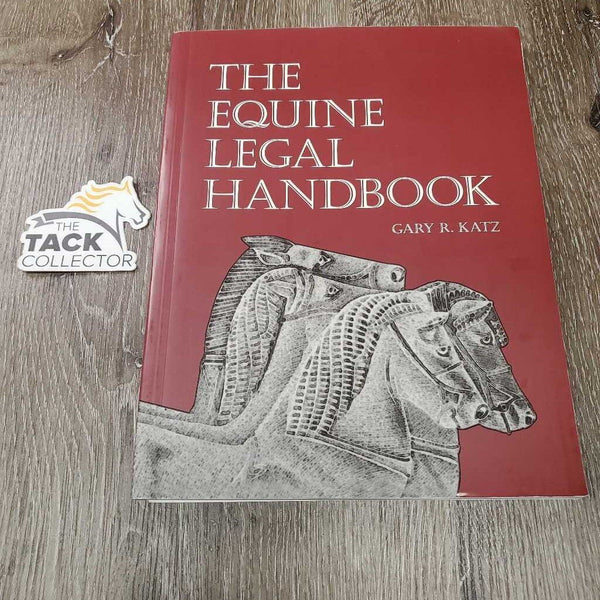 THE
EQUINE
LEGAL
HANDBOOK
GARY R. KATZ
THE
TACK
COLLECTOR